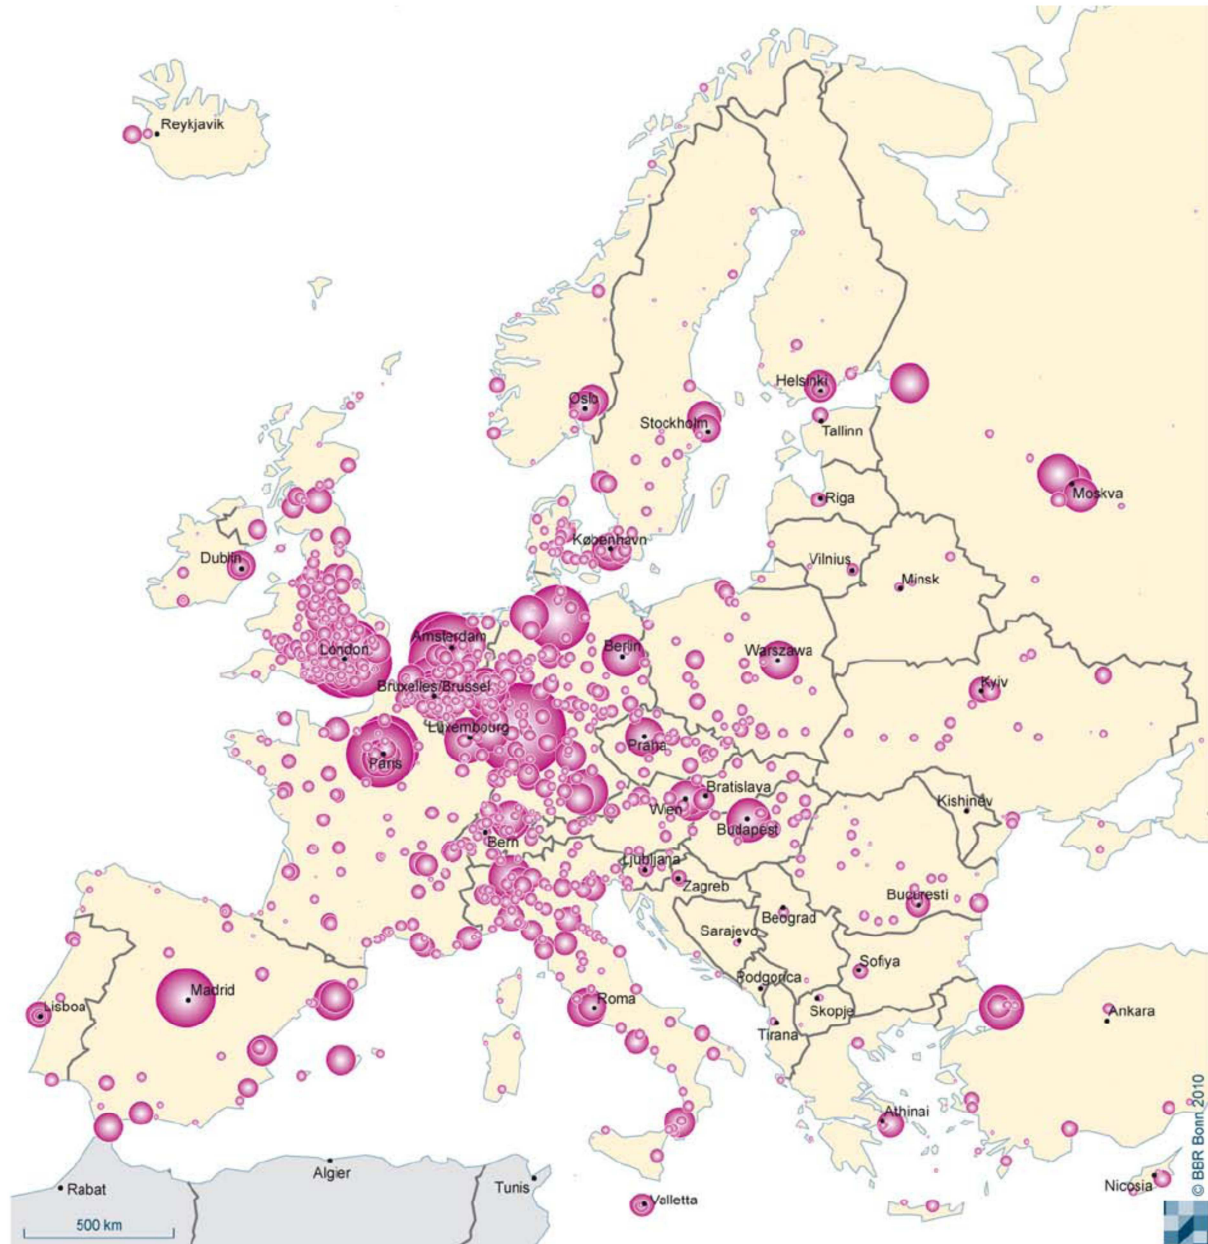 Reykjavik
Helsinki
Oslo
Stockholm
Tallinn
Moskva
Riga
København
Dublin
Vilnius
Minsk
Amsterdam
London
Berlin
Warszawa
Bruxelles/Brussel
Kyiv
Luxembourg
Praha
Paris
Bratislava
Wien
Kishinev
Budapest
Bern
Ljubljana
Zagreb
Bucuresti
Beograd
Sarajevo
Sofiya
Podgorica
Madrid
Roma
Skopje
Lisboa
Ankara
Tirana
Athinai
Algier
Tunis
Nicosia
Rabat
Valletta
500 km
© BBR Bonn 2010